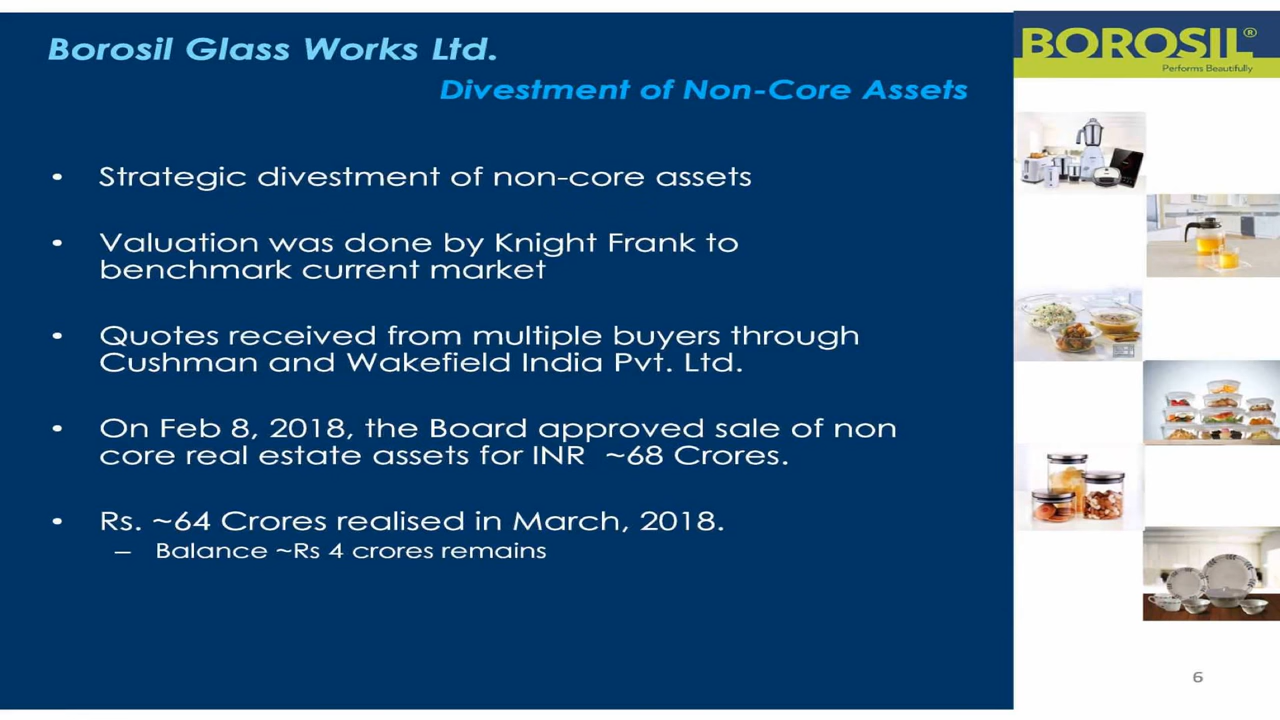 Borosil Glass Works Ltd.
Divestment of Non-Core Assets
BOROSIL®
Performs Beautifully
• Strategic divestment of non-core assets
• Valuation was done by Knight Frank to
benchmark current market
• Quotes received from multiple buyers through
Cushman and Wakefield India Pvt. Ltd.
• On Feb 8, 2018, the Board approved sale of non
core real estate assets for INR ~68 Crores.
• Rs. ~64 Crores realised in March, 2018.
– Balance ~Rs 4 crores remains
6